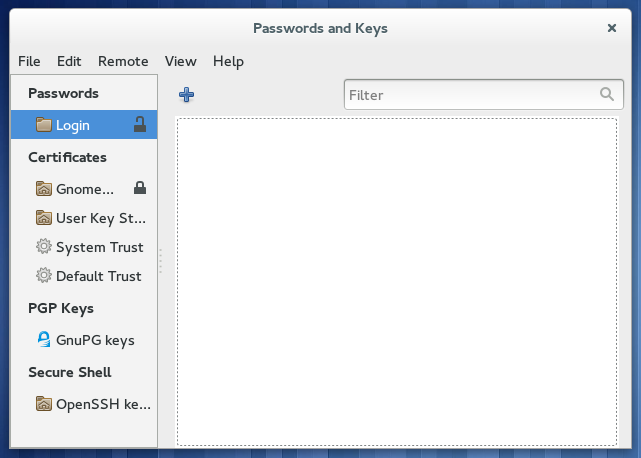 Passwords and Keys
File Edit Remote View Help
Passwords
Filter
Login
Certificates
Gnome...
User Key St...
System Trust
Default Trust
PGP Keys
GnuPG keys
Secure Shell
OpenSSH ke...